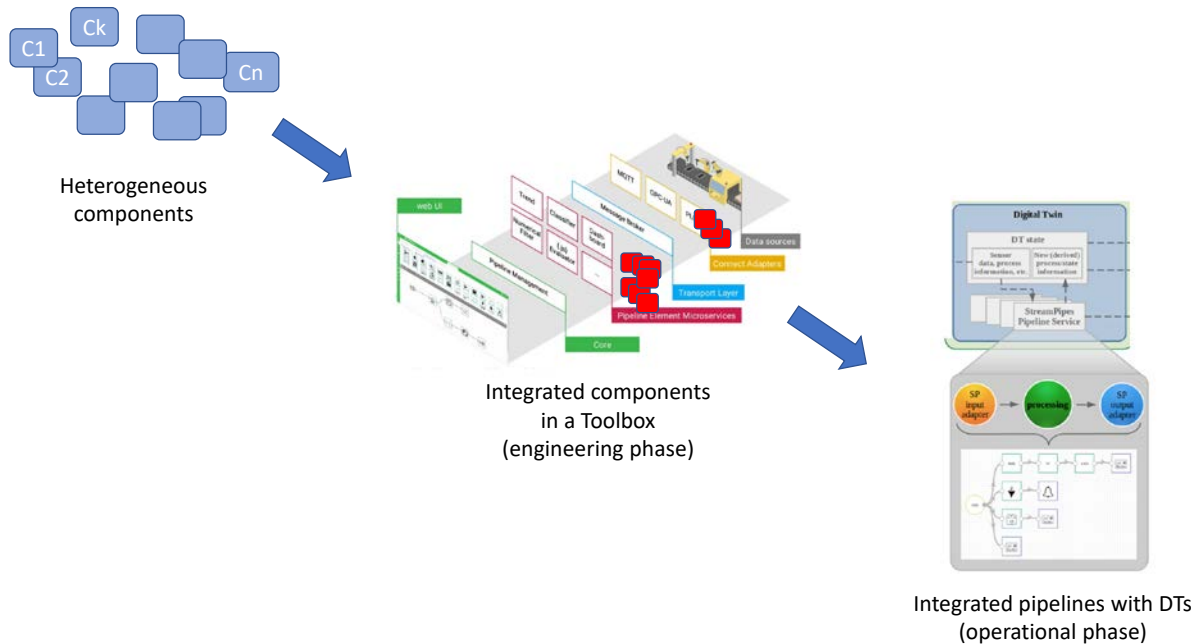 C1
Ck
C2
Cn
Heterogeneous
components
web UI
Pipeline Management
Trend
Classifier
Dash-
board
Numerical
Filter
Evaluator
...
Message Broker
MQTT
OPC-UA
Data sources
Connect Adapters
Transport Layer
Pipeline Element Microservices
Core
Integrated components
in a Toolbox
(engineering phase)
Digital Twin
DT state
Sensor
data, process
information, etc.
New (derived)
process/state
information
StreamPipes
Pipeline Service
SP
input
adapter
processing
SP
output
adapter
Integrated pipelines with DTs
(operational phase)